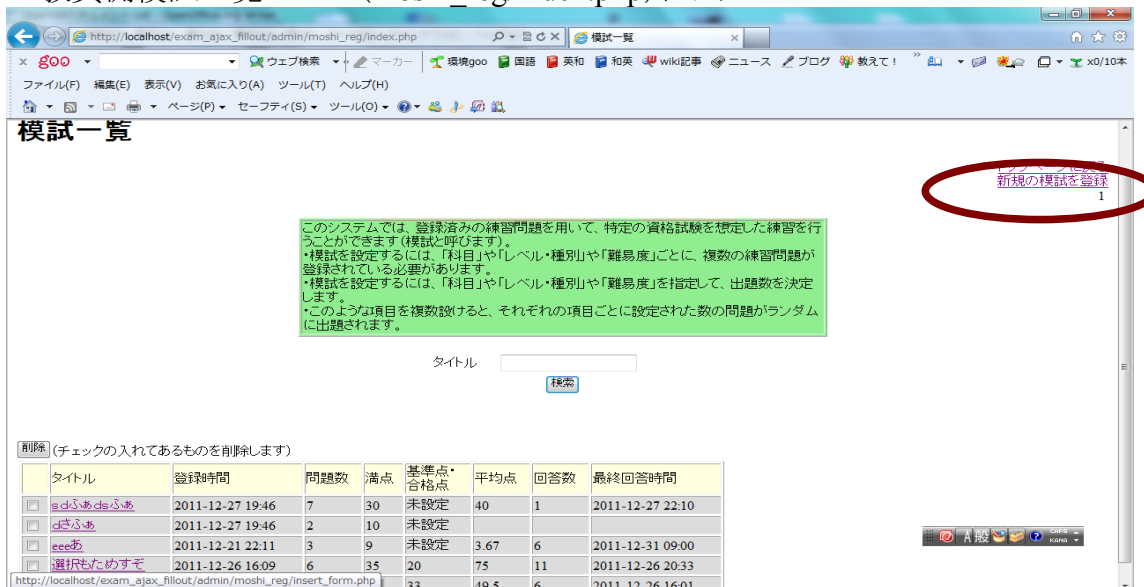 http://localhost/exam_ajax_fillout/admin/moshi_reg/index.php
模試一覧
goo
ウェブ検索
マーカー
環境goo
国語
英和
和英
wiki記事
ニュース
ブログ
教えて！
x0/10本
ファイル(F) 編集(E) 表示(V) お気に入り(A) ツール(T) ヘルプ(H)
ページ(P) セーフティ(S) ツール(O)
模試一覧
新規の模試を登録
1
このシステムでは、登録済みの練習問題を用いて、特定の資格試験を想定した練習を行
うことができます(模試と呼びます)。
・模試を設定するには、「科目」や「レベル・種別」や「難易度」ごとに、複数の練習問題が
登録されている必要があります。
・模試を設定するには、「科目」や「レベル・種別」や「難易度」を指定して、出題数を決定
します。
・このような項目を複数設けると、それぞれの項目ごとに設定された数の問題がランダム
に出題されます。
タイトル
検索
削除 (チェックの入れてあるものを削除します)
タイトル 登録時間 問題数 満点 基準点・合格点 平均点 回答数 最終回答時間
sdふぁdsふぁ 2011-12-27 19:46 7 30 未設定 40 1 2011-12-27 22:10
dさふぁ 2011-12-27 19:46 2 10 未設定
eeeあ 2011-12-21 22:11 3 9 未設定 3.67 6 2011-12-31 09:00
選択もためすぞ 2011-12-26 16:09 6 35 20 75 11 2011-12-26 20:33
33 49.5 6 2011-12-26 16:01
http://localhost/exam_ajax_fillout/admin/moshi_reg/insert_form.php
A 般
CAPS
KANA